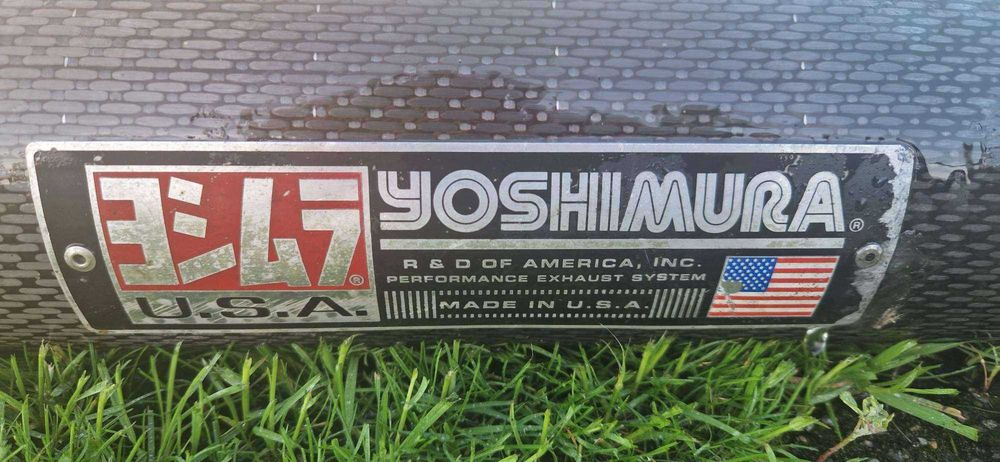 ヨシムラ®
U.S.A.
YOSHIMURA®
R & D OF AMERICA, INC.
PERFORMANCE EXHAUST SYSTEM
MADE IN U.S.A.